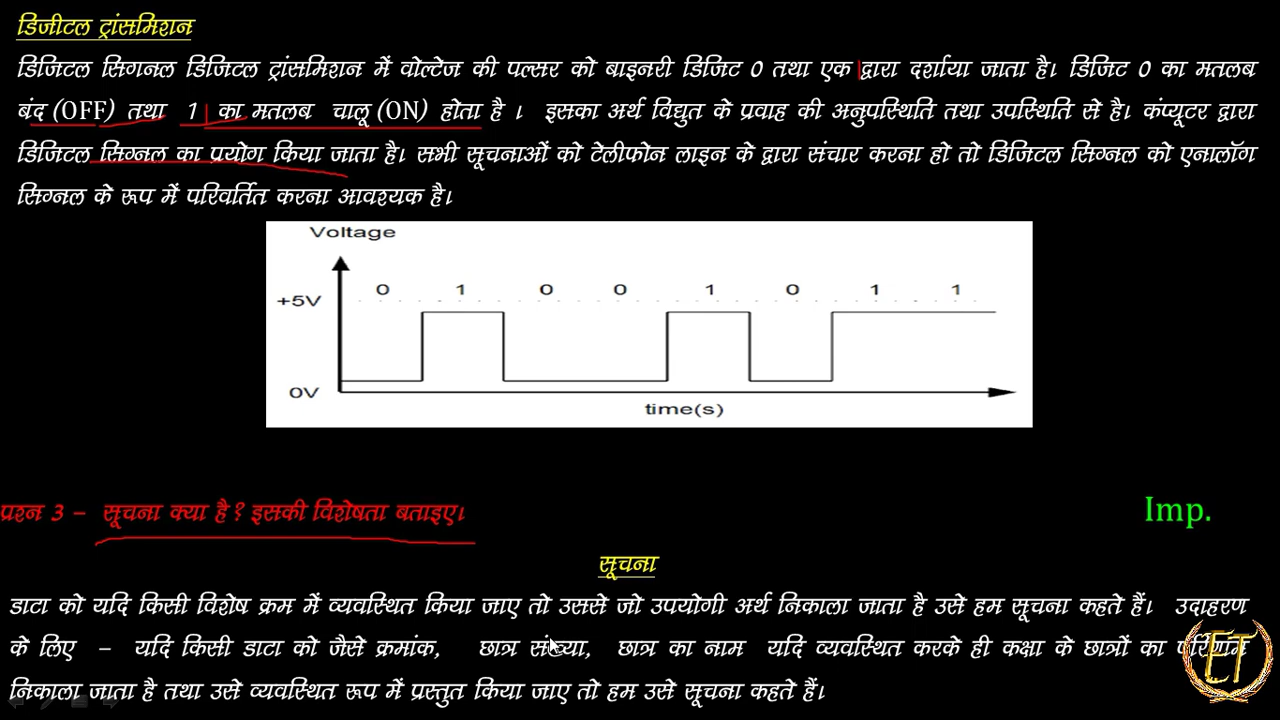 डिजीटल ट्रांसमिशन
डिजिटल सिगनल डिजिटल ट्रांसमिशन में वोल्टेज की पल्सर को बाइनरी डिजिट 0 तथा एक द्वारा दर्शाया जाता है। डिजिट 0 का मतलब
बंद (OFF) तथा 1 का मतलब चालू (ON) होता है । इसका अर्थ विद्युत के प्रवाह की अनुपस्थिति तथा उपस्थिति से है। कंप्यूटर द्वारा
डिजिटल सिग्नल का प्रयोग किया जाता है। सभी सूचनाओं को टेलीफोन लाइन के द्वारा संचार करना हो तो डिजिटल सिग्नल को एनालॉग
सिग्नल के रूप में परिवर्तित करना आवश्यक है।
Voltage
0 1 0 0 1 0 1 1
+5V
0V
time(s)
प्रश्न 3 – सूचना क्या है? इसकी विशेषता बताइए। Imp.
सूचना
डाटा को यदि किसी विशेष क्रम में व्यवस्थित किया जाए तो उससे जो उपयोगी अर्थ निकाला जाता है उसे हम सूचना कहते हैं। उदाहरण
के लिए – यदि किसी डाटा को जैसे क्रमांक, छात्र संख्या, छात्र का नाम यदि व्यवस्थित करके ही कक्षा के छात्रों का परिणाम
निकाला जाता है तथा उसे व्यवस्थित रूप में प्रस्तुत किया जाए तो हम उसे सूचना कहते हैं।
ET